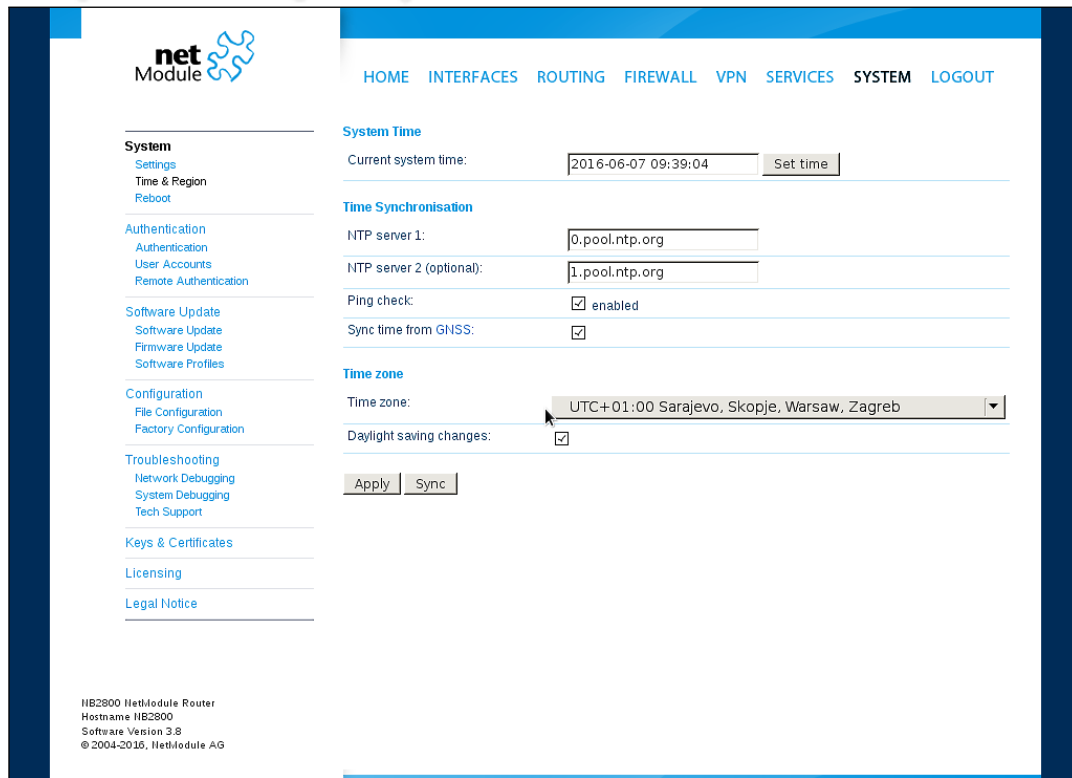 net
Module
HOME INTERFACES ROUTING FIREWALL VPN SERVICES SYSTEM LOGOUT
System
Settings
Time & Region
Reboot
Authentication
Authentication
User Accounts
Remote Authentication
Software Update
Software Update
Firmware Update
Software Profiles
Configuration
File Configuration
Factory Configuration
Troubleshooting
Network Debugging
System Debugging
Tech Support
Keys & Certificates
Licensing
Legal Notice
System Time
Current system time: 2016-06-07 09:39:04 Set time
Time Synchronisation
NTP server 1: 0.pool.ntp.org
NTP server 2 (optional): 1.pool.ntp.org
Ping check: enabled
Sync time from GNSS:
Time zone
Time zone: UTC+01:00 Sarajevo, Skopje, Warsaw, Zagreb
Daylight saving changes:
Apply Sync
NB2800 NetModule Router
Hostname NB2800
Software Version 3.8
© 2004-2016, NetModule AG